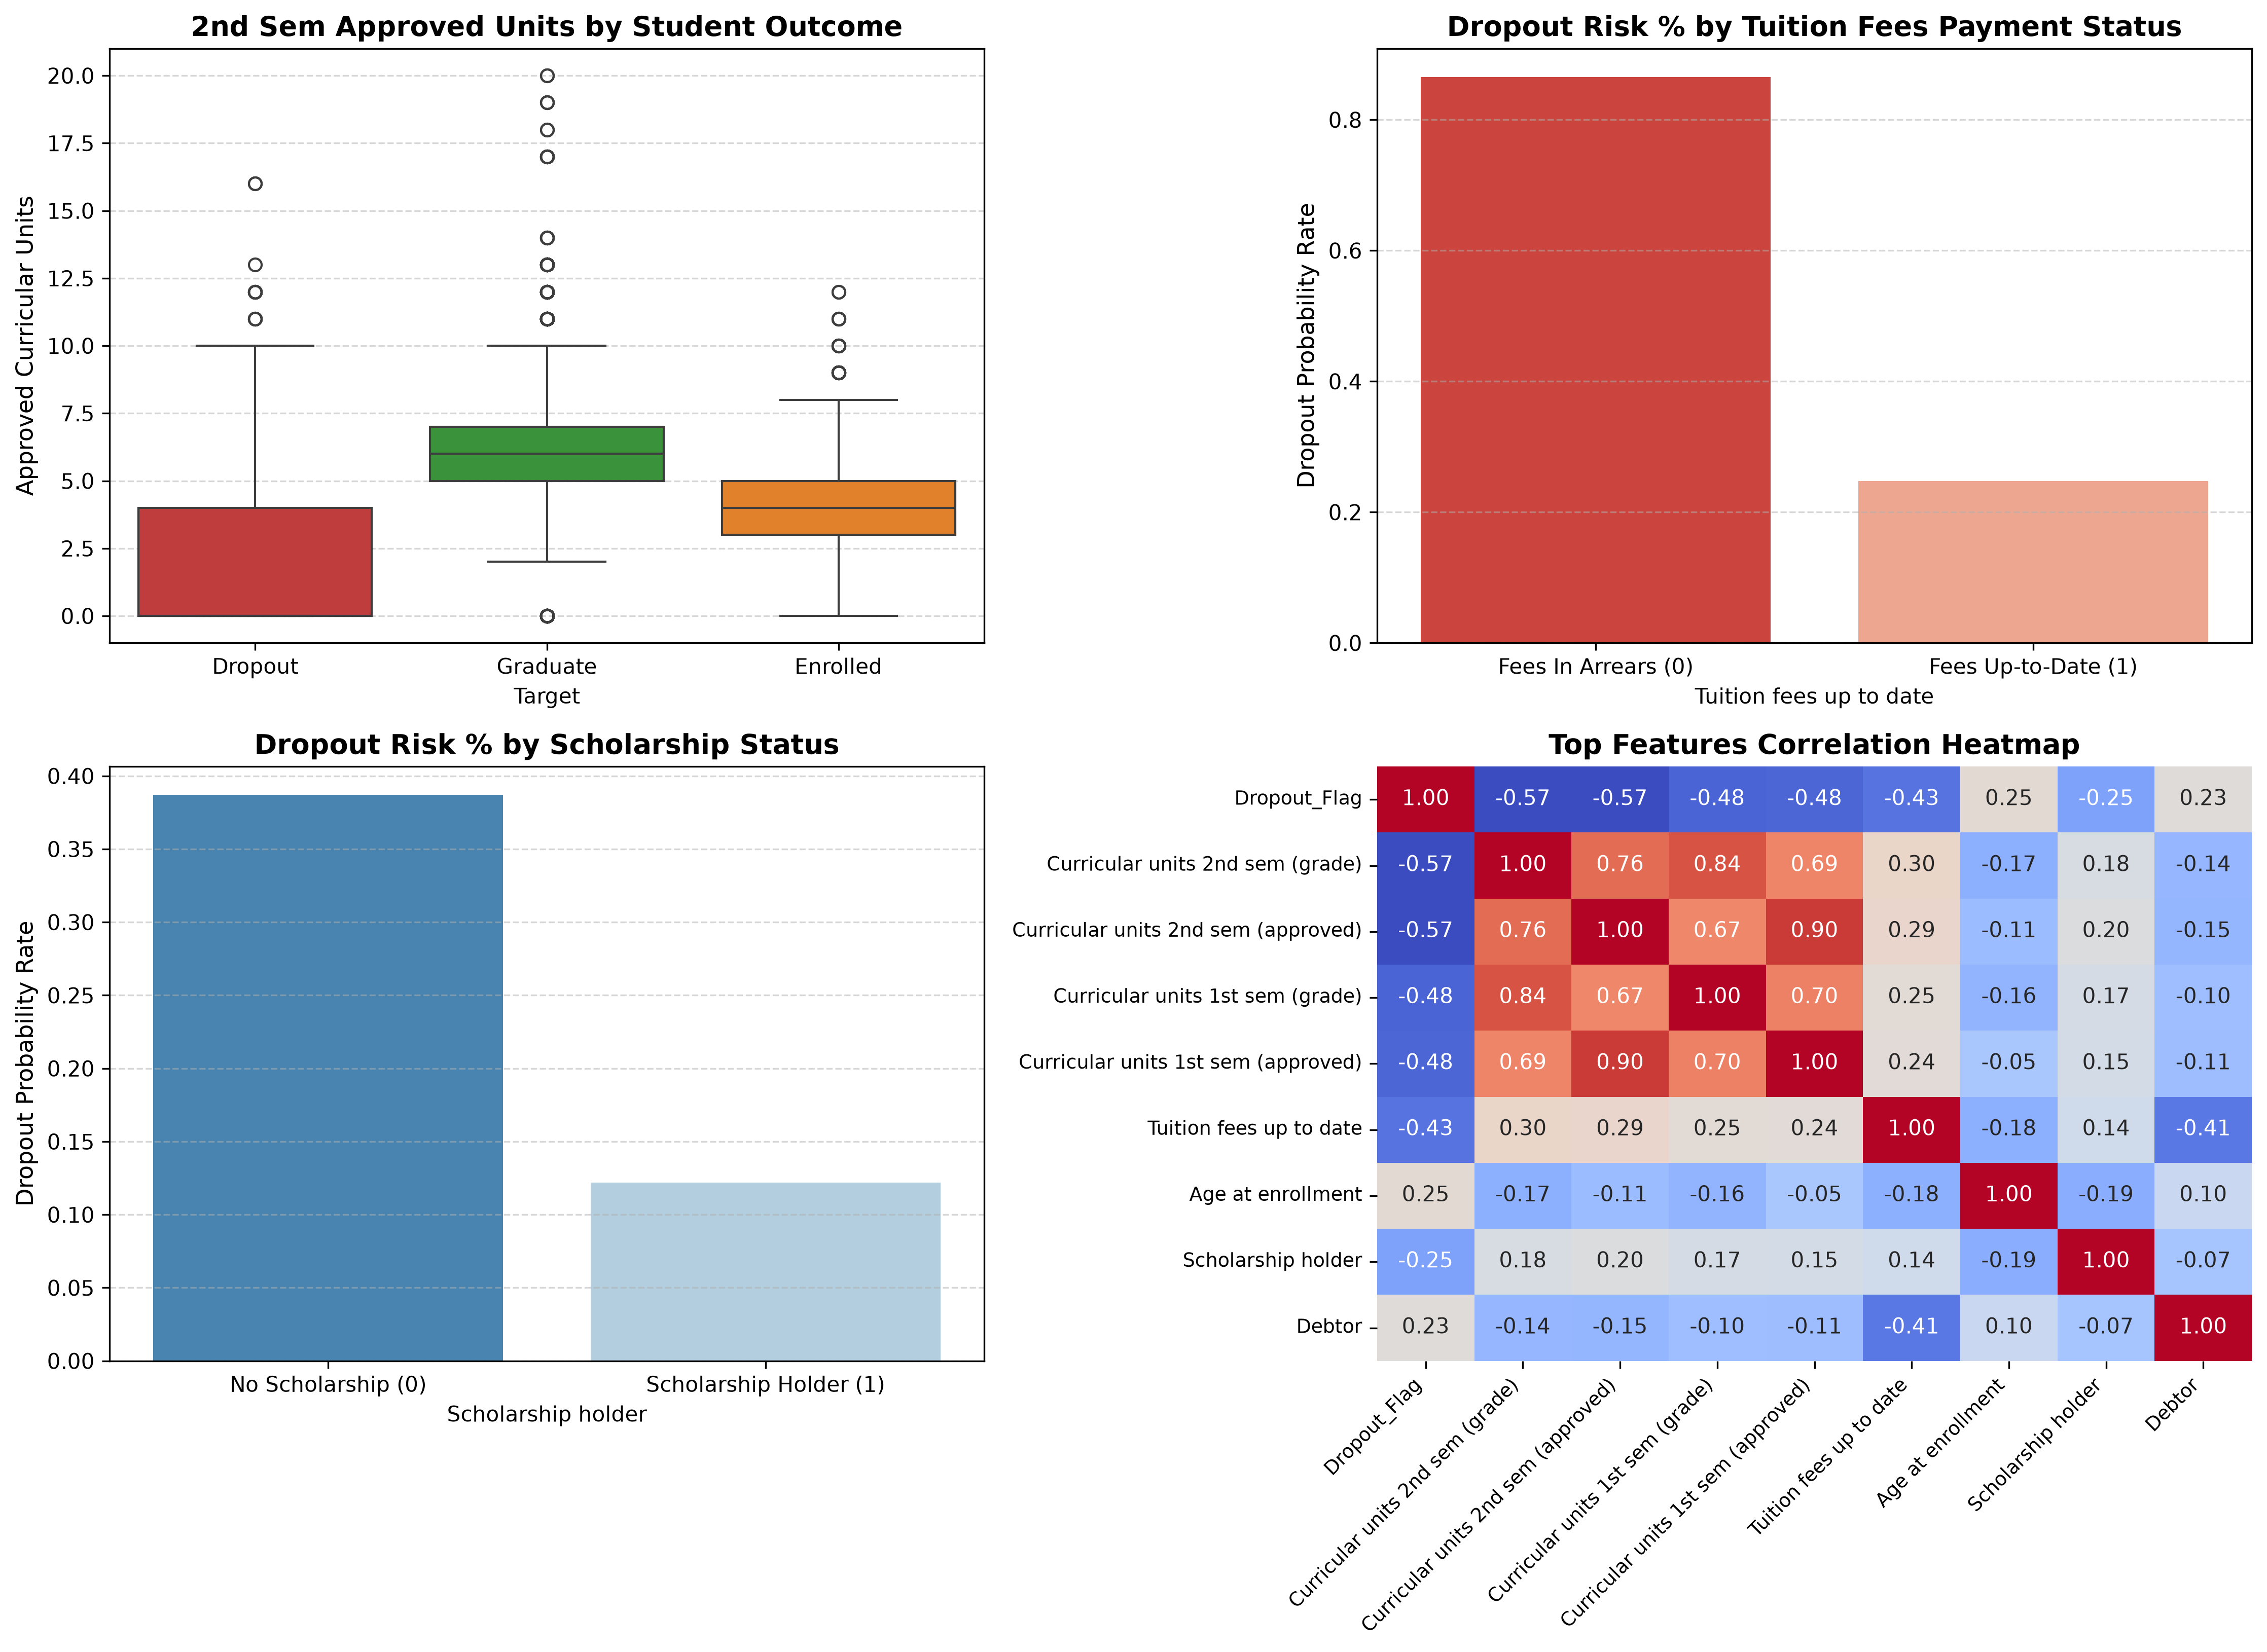 2nd Sem Approved Units by Student Outcome
Approved Curricular Units
20.0
17.5
15.0
12.5
10.0
7.5
5.0
2.5
0.0
Dropout Graduate Enrolled
Target
Dropout Risk % by Tuition Fees Payment Status
Dropout Probability Rate
0.8
0.6
0.4
0.2
0.0
Fees In Arrears (0) Fees Up-to-Date (1)
Tuition fees up to date
Dropout Risk % by Scholarship Status
Dropout Probability Rate
0.40
0.35
0.30
0.25
0.20
0.15
0.10
0.05
0.00
No Scholarship (0) Scholarship Holder (1)
Scholarship holder
Top Features Correlation Heatmap
Dropout_Flag 1.00 -0.57 -0.57 -0.48 -0.48 -0.43 0.25 -0.25 0.23
Curricular units 2nd sem (grade) -0.57 1.00 0.76 0.84 0.69 0.30 -0.17 0.18 -0.14
Curricular units 2nd sem (approved) -0.57 0.76 1.00 0.67 0.90 0.29 -0.11 0.20 -0.15
Curricular units 1st sem (grade) -0.48 0.84 0.67 1.00 0.70 0.25 -0.16 0.17 -0.10
Curricular units 1st sem (approved) -0.48 0.69 0.90 0.70 1.00 0.24 -0.05 0.15 -0.11
Tuition fees up to date -0.43 0.30 0.29 0.25 0.24 1.00 -0.18 0.14 -0.41
Age at enrollment 0.25 -0.17 -0.11 -0.16 -0.05 -0.18 1.00 -0.19 0.10
Scholarship holder -0.25 0.18 0.20 0.17 0.15 0.14 -0.19 1.00 -0.07
Debtor 0.23 -0.14 -0.15 -0.10 -0.11 -0.41 0.10 -0.07 1.00
Dropout_Flag
Curricular units 2nd sem (grade)
Curricular units 2nd sem (approved)
Curricular units 1st sem (grade)
Curricular units 1st sem (approved)
Tuition fees up to date
Age at enrollment
Scholarship holder
Debtor